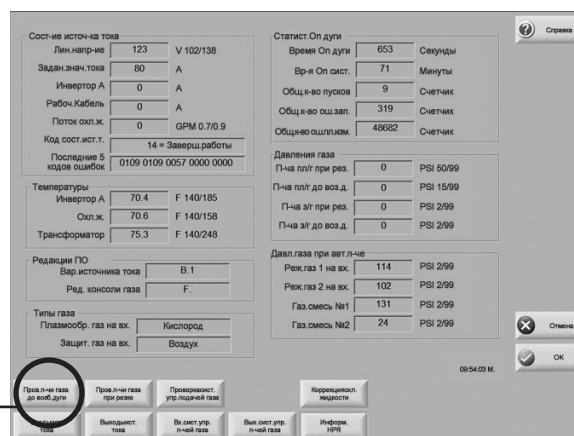 Сост-ие источ-ка тока
Лин.напр-ие 123 V 102/138
Задан.знач.тока 80 A
Инвертор А 0 A
Рабоч.Кабель 0 A
Поток охл.ж. 0 GPM 0.7/0.9
Код сост.ист.т. 14 = Заверш.работы
Последние 5
кодов ошибок 0109 0109 0057 0000 0000
Температуры
Инвертор А 70.4 F 140/185
Охл.ж. 70.6 F 140/158
Трансформатор 75.3 F 140/248
Редакции ПО
Вар.источника тока B.1
Ред. консоли газа F.
Типы газа
Плазмообр. газ на вх. Кислород
Защит. газ на вх. Воздух
Статист.Оп дуги
Время Оп дуги 653 Секунды
Вр-я Оп сист. 71 Минуты
Общ.к-во пусков 9 Счетчик
Общ.к-во ош.зап. 319 Счетчик
Общ.к-во ош.пл.изм. 48682 Счетчик
Давления газа
П-ча пл/г при рез. 0 PSI 50/99
П-ча пл/г до воз.д. 0 PSI 15/99
П-ча з/г при рез. 0 PSI 2/99
П-ча з/г до воз.д. 0 PSI 2/99
Давл.газа при авт.п-че
Реж.газ 1 на вх. 114 PSI 2/99
Реж.газ 2 на вх. 102 PSI 2/99
Газ.смесь №1 131 PSI 2/99
Газ.смесь №2 24 PSI 2/99
Справка
Отмена
ОК
09:54:03 M.
Пров.п-чи газа
до возб.дуги
Пров.п-чи газа
при резке
Проверкасист.
упр.подачей газа
Коррекцияохл.
жидкости
тока
Выходыист.
тока
Вх.сист.упр.
п-чей газа
Вых.сист.упр.
п-чей газа
Информ.
HPR